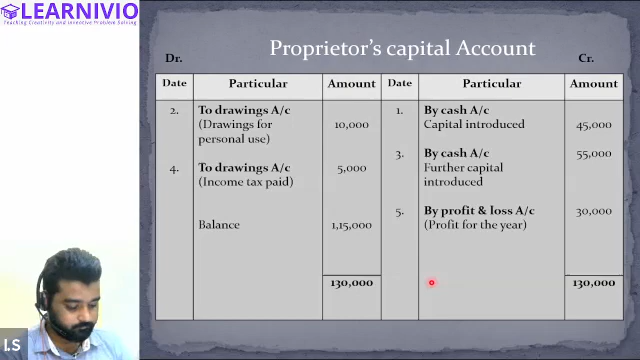 LEARNIVIO
Teaching Creativity and Inventive Problem Solving
Proprietor's capital Account
Dr.
Cr.
Date Particular Amount Date Particular Amount
2. To drawings A/c 1. By cash A/c
(Drawings for 10,000 Capital introduced 45,000
personal use)
3. By cash A/c 55,000
4. To drawings A/c 5,000 Further capital
(Income tax paid) introduced
5. By profit & loss A/c 30,000
Balance 1,15,000 (Profit for the year)
130,000 130,000
I.S